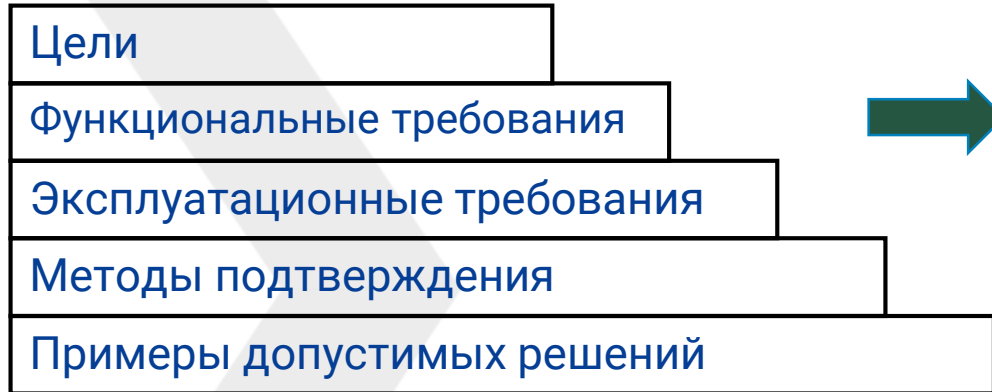 Цели
Функциональные требования
Эксплуатационные требования
Методы подтверждения
Примеры допустимых решений